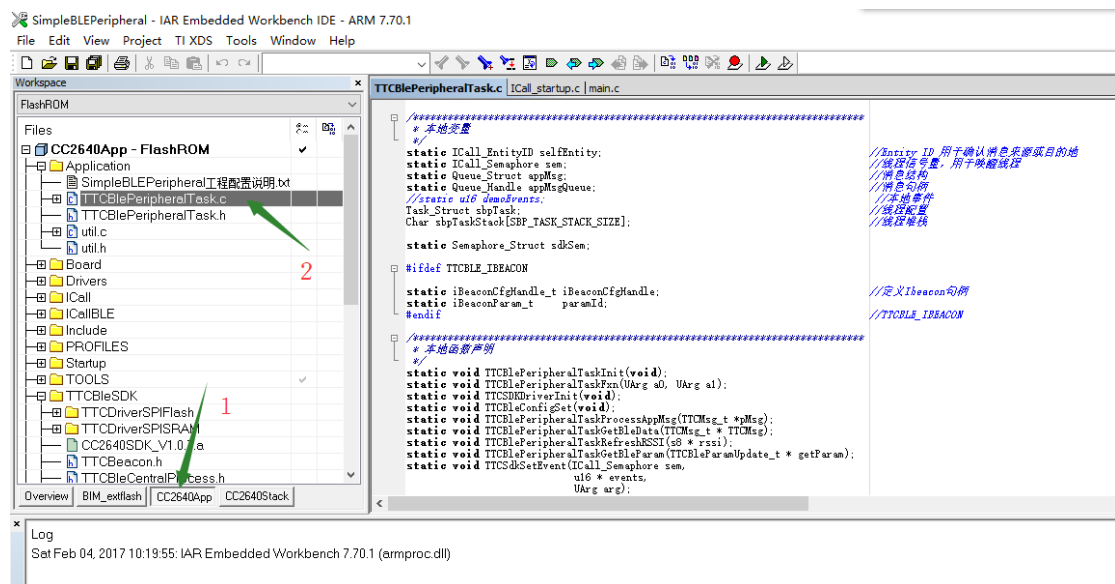 SimpleBLEPeripheral - IAR Embedded Workbench IDE - ARM 7.70.1
File Edit View Project TI XDS Tools Window Help
Workspace
FlashROM
Files
CC2640App - FlashROM
Application
SimpleBLEPeripheral工程配置说明.txt
TTCBlePeripheralTask.c
TTCBlePeripheralTask.h
util.c
util.h
Board
Drivers
ICall
ICallBLE
Include
PROFILES
Startup
TOOLS
TTCBleSDK
TTCDriverSPIFlash
TTCDriverSPISRAM
CC2640SDK_V1.0. .a
TTCBeacon.h
TTCBleCentralProcess.h
1
2
Overview BIM_extflash CC2640App CC2640Stack
TTCBlePeripheralTask.c ICall_startup.c main.c
/*********************************************************************
* 本地变量
*/
static ICall_EntityID selfEntity; //Entity ID 用于确认消息来源或目的地
static ICall_Semaphore sem; //线程信号量，用于唤醒线程
static Queue_Struct appMsg; //消息结构
static Queue_Handle appMsgQueue; //消息句柄
//static u16 demoEvents; //本地事件
Task_Struct sbpTask; //线程配置
Char sbpTaskStack[SBP_TASK_STACK_SIZE]; //线程堆栈
static Semaphore_Struct sdkSem;
#ifdef TTCBLE_IBEACON
static iBeaconCfgHandle_t iBeaconCfgHandle; //定义Ibeacon句柄
static iBeaconParam_t paramId;
#endif //TTCBLE_IBEACON
/*********************************************************************
* 本地函数声明
*/
static void TTCBlePeripheralTaskInit(void);
static void TTCBlePeripheralTaskFxn(UArg a0, UArg a1);
static void TTCSDKDriverInit(void);
static void TTCBleConfigSet(void);
static void TTCBlePeripheralTaskProcessAppMsg(TTCMsg_t *pMsg);
static void TTCBlePeripheralTaskGetBleData(TTCMsg_t * TTCMsg);
static void TTCBlePeripheralTaskRefreshRSSI(s8 * rssi);
static void TTCBlePeripheralTaskGetBleParam(TTCBleParamUpdate_t * getParam);
static void TTCSdkSetEvent(ICall_Semaphore sem,
u16 * events,
UArg arg);
Log
Sat Feb 04, 2017 10:19:55: IAR Embedded Workbench 7.70.1 (armproc.dll)